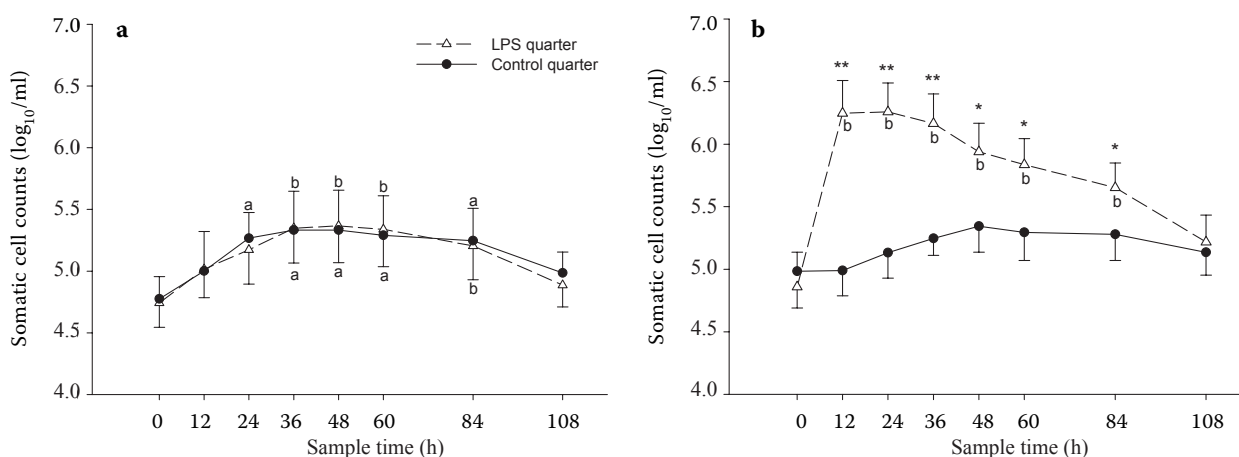 a
LPS quarter
Control quarter
Somatic cell counts (log10/ml)
7.0
6.5
6.0
5.5
5.0
4.5
4.0
a b b b a
a a a b
0 12 24 36 48 60 84 108
Sample time (h)
b
Somatic cell counts (log10/ml)
7.0
6.5
6.0
5.5
5.0
4.5
4.0
** ** ** * * *
b b b b b b
0 12 24 36 48 60 84 108
Sample time (h)